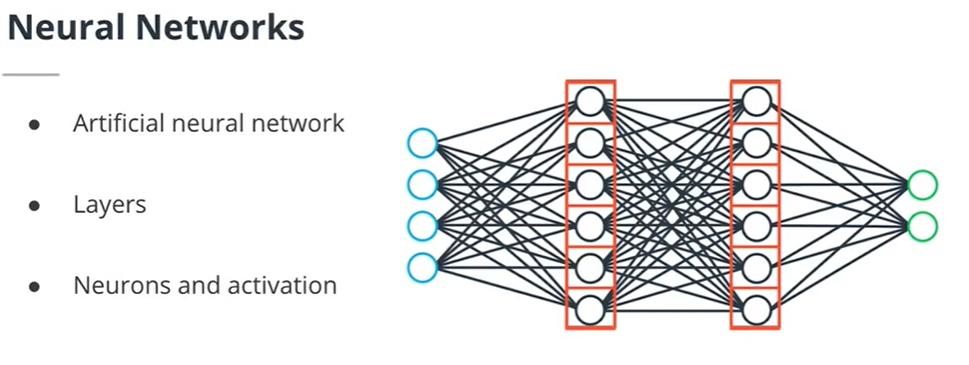 Neural Networks
● Artificial neural network
● Layers
● Neurons and activation